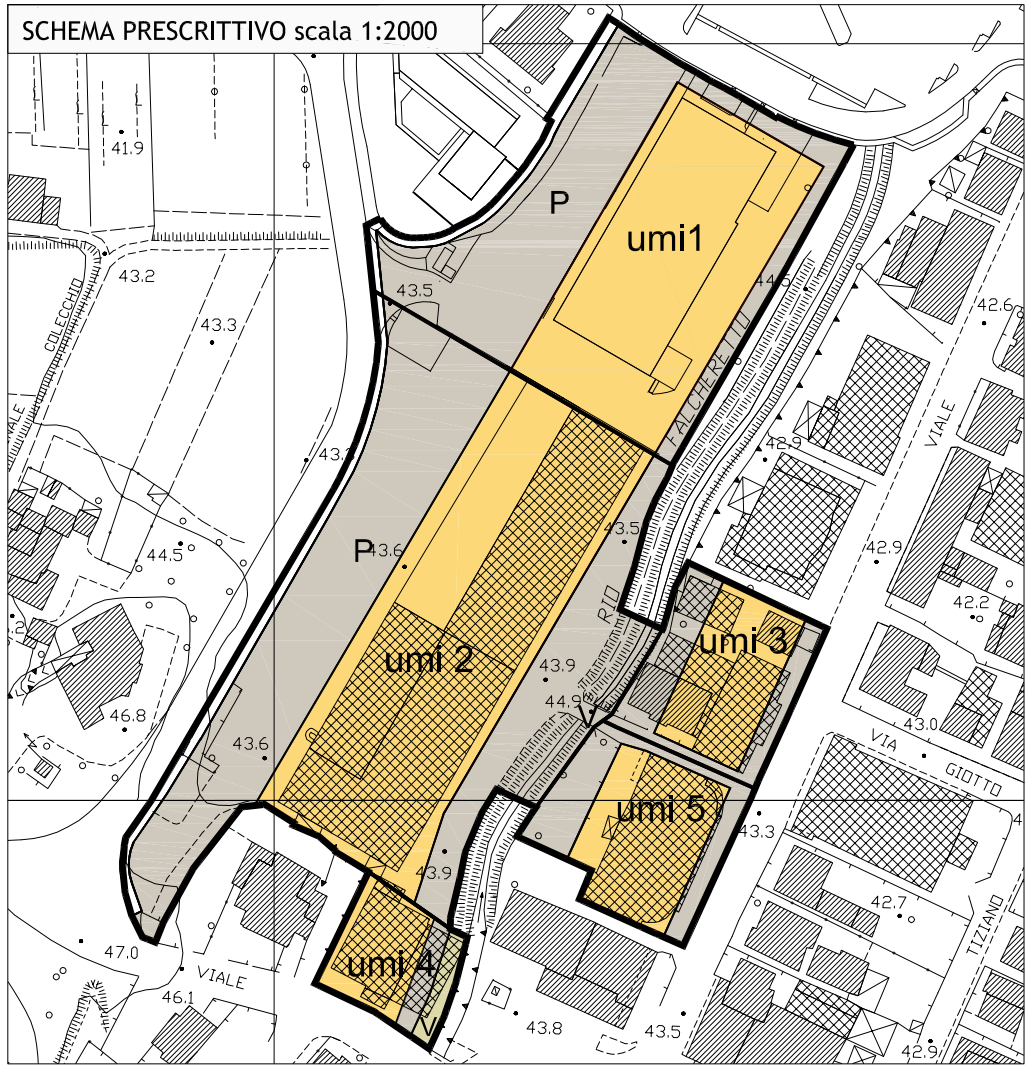 SCHEMA PRESCRITTIVO scala 1:2000
41.9
P
umi1
43.2
COLECCHIO
43.5
44.5
43.3
42.6
FALCHERETTO
VIALE
42.9
43.5
P
43.6
44.5
42.9
42.2
RIO
umi 3
umi 2
43.9
44.9
V
46.8
43.6
43.0
VIA
GIOTTO
umi 5
43.3
43.9
42.7
TIZIANO
47.0
VIALE
46.1
umi 4
V
43.8
43.5
42.9